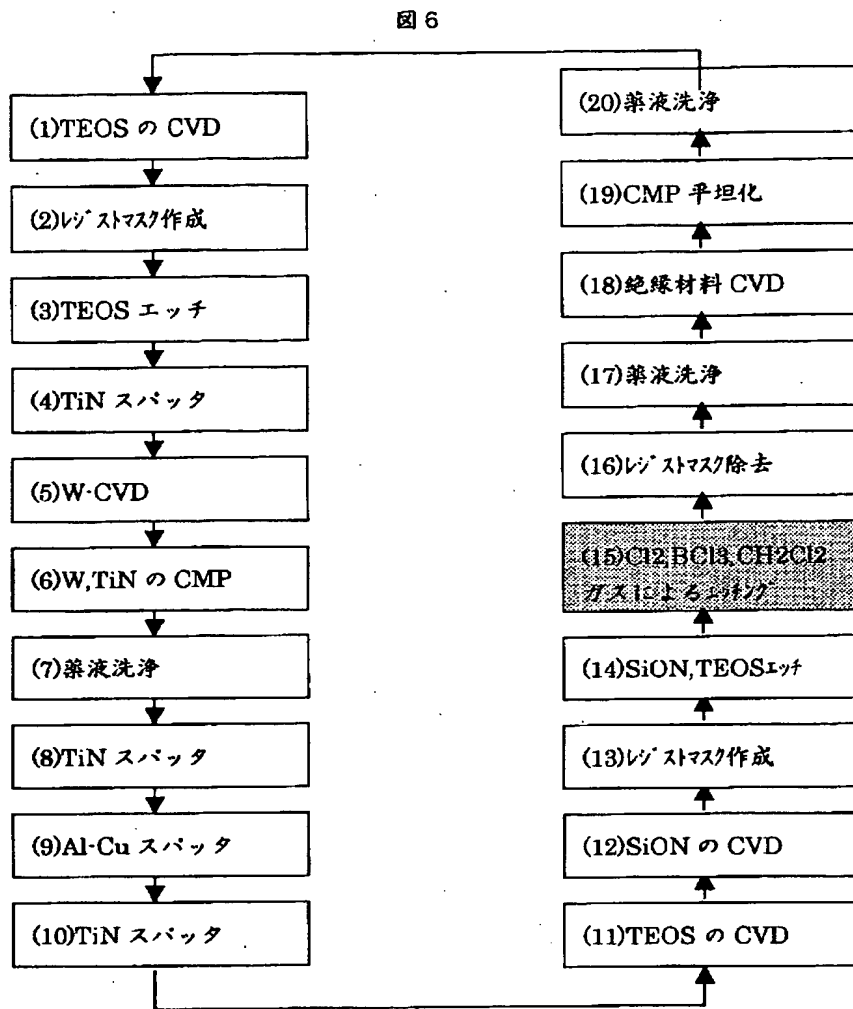 図6
(1)TEOS の CVD
(2)レジストマスク作成
(3)TEOS エッチ
(4)TiN スパッタ
(5)W-CVD
(6)W,TiN の CMP
(7)薬液洗浄
(8)TiN スパッタ
(9)Al-Cu スパッタ
(10)TiN スパッタ
(20)薬液洗浄
(19)CMP 平坦化
(18)絶縁材料 CVD
(17)薬液洗浄
(16)レジストマスク除去
(15)Cl2,BCl3,CH2Cl2
ガスによるエッチング
(14)SiON,TEOSエッチ
(13)レジストマスク作成
(12)SiON の CVD
(11)TEOS の CVD